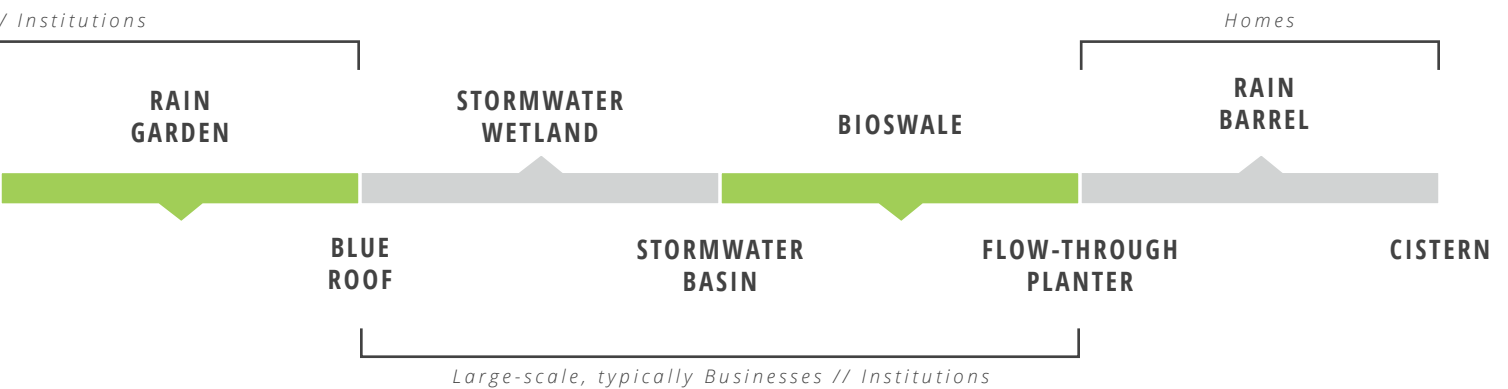 // Institutions
Homes
RAIN
GARDEN
STORMWATER
WETLAND
BIOSWALE
RAIN
BARREL
BLUE
ROOF
STORMWATER
BASIN
FLOW-THROUGH
PLANTER
CISTERN
Large-scale, typically Businesses // Institutions